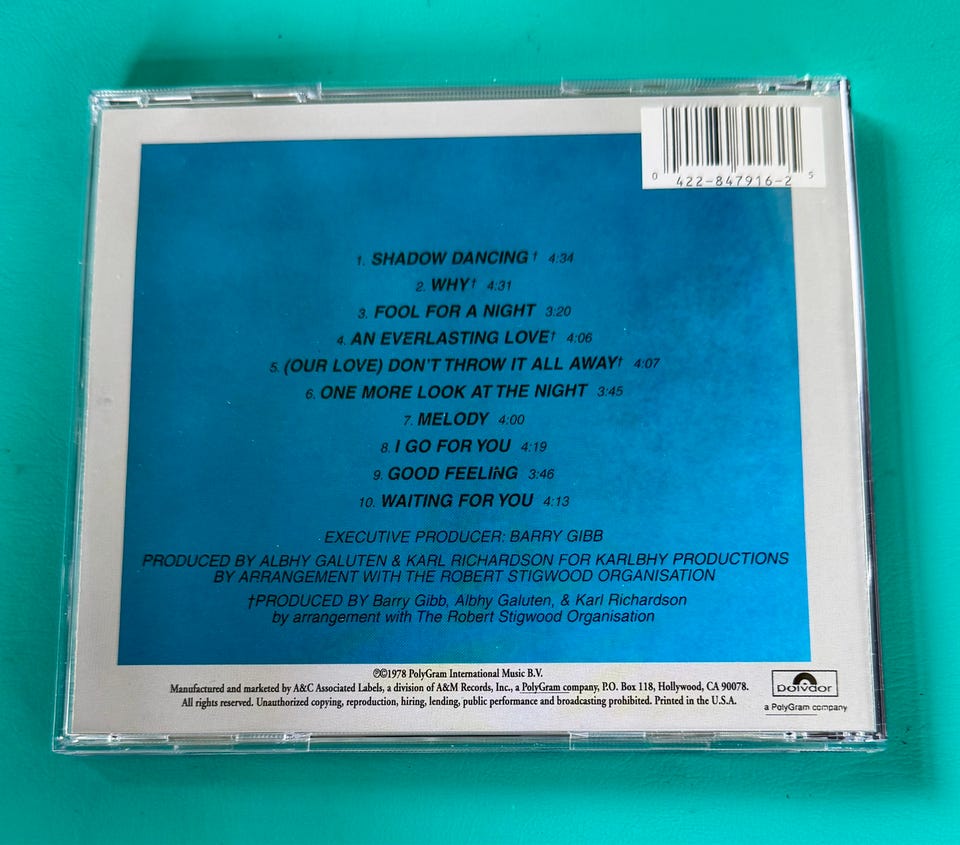 0 422-847916-2 5
1. SHADOW DANCING† 4:34
2. WHY† 4:31
3. FOOL FOR A NIGHT 3:20
4. AN EVERLASTING LOVE† 4:06
5. (OUR LOVE) DON'T THROW IT ALL AWAY† 4:07
6. ONE MORE LOOK AT THE NIGHT 3:45
7. MELODY 4:00
8. I GO FOR YOU 4:19
9. GOOD FEELING 3:46
10. WAITING FOR YOU 4:13
EXECUTIVE PRODUCER: BARRY GIBB
PRODUCED BY ALBHY GALUTEN & KARL RICHARDSON FOR KARLBHY PRODUCTIONS
BY ARRANGEMENT WITH THE ROBERT STIGWOOD ORGANISATION
†PRODUCED BY Barry Gibb, Albhy Galuten, & Karl Richardson
by arrangement with The Robert Stigwood Organisation
℗©1978 PolyGram International Music B.V.
Manufactured and marketed by A&C Associated Labels, a division of A&M Records, Inc., a PolyGram company, P.O. Box 118, Hollywood, CA 90078.
All rights reserved. Unauthorized copying, reproduction, hiring, lending, public performance and broadcasting prohibited. Printed in the U.S.A.
polydor
a PolyGram company